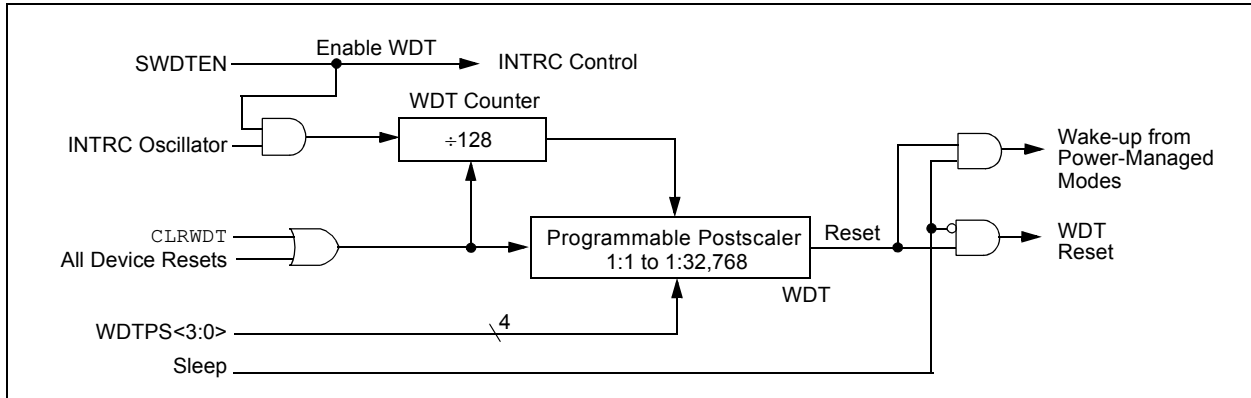 Enable WDT
SWDTEN
INTRC Control
WDT Counter
INTRC Oscillator
÷128
Wake-up from
Power-Managed
Modes
CLRWDT
All Device Resets
Programmable Postscaler
1:1 to 1:32,768
Reset
WDT
Reset
WDT
WDTPS<3:0>
4
Sleep